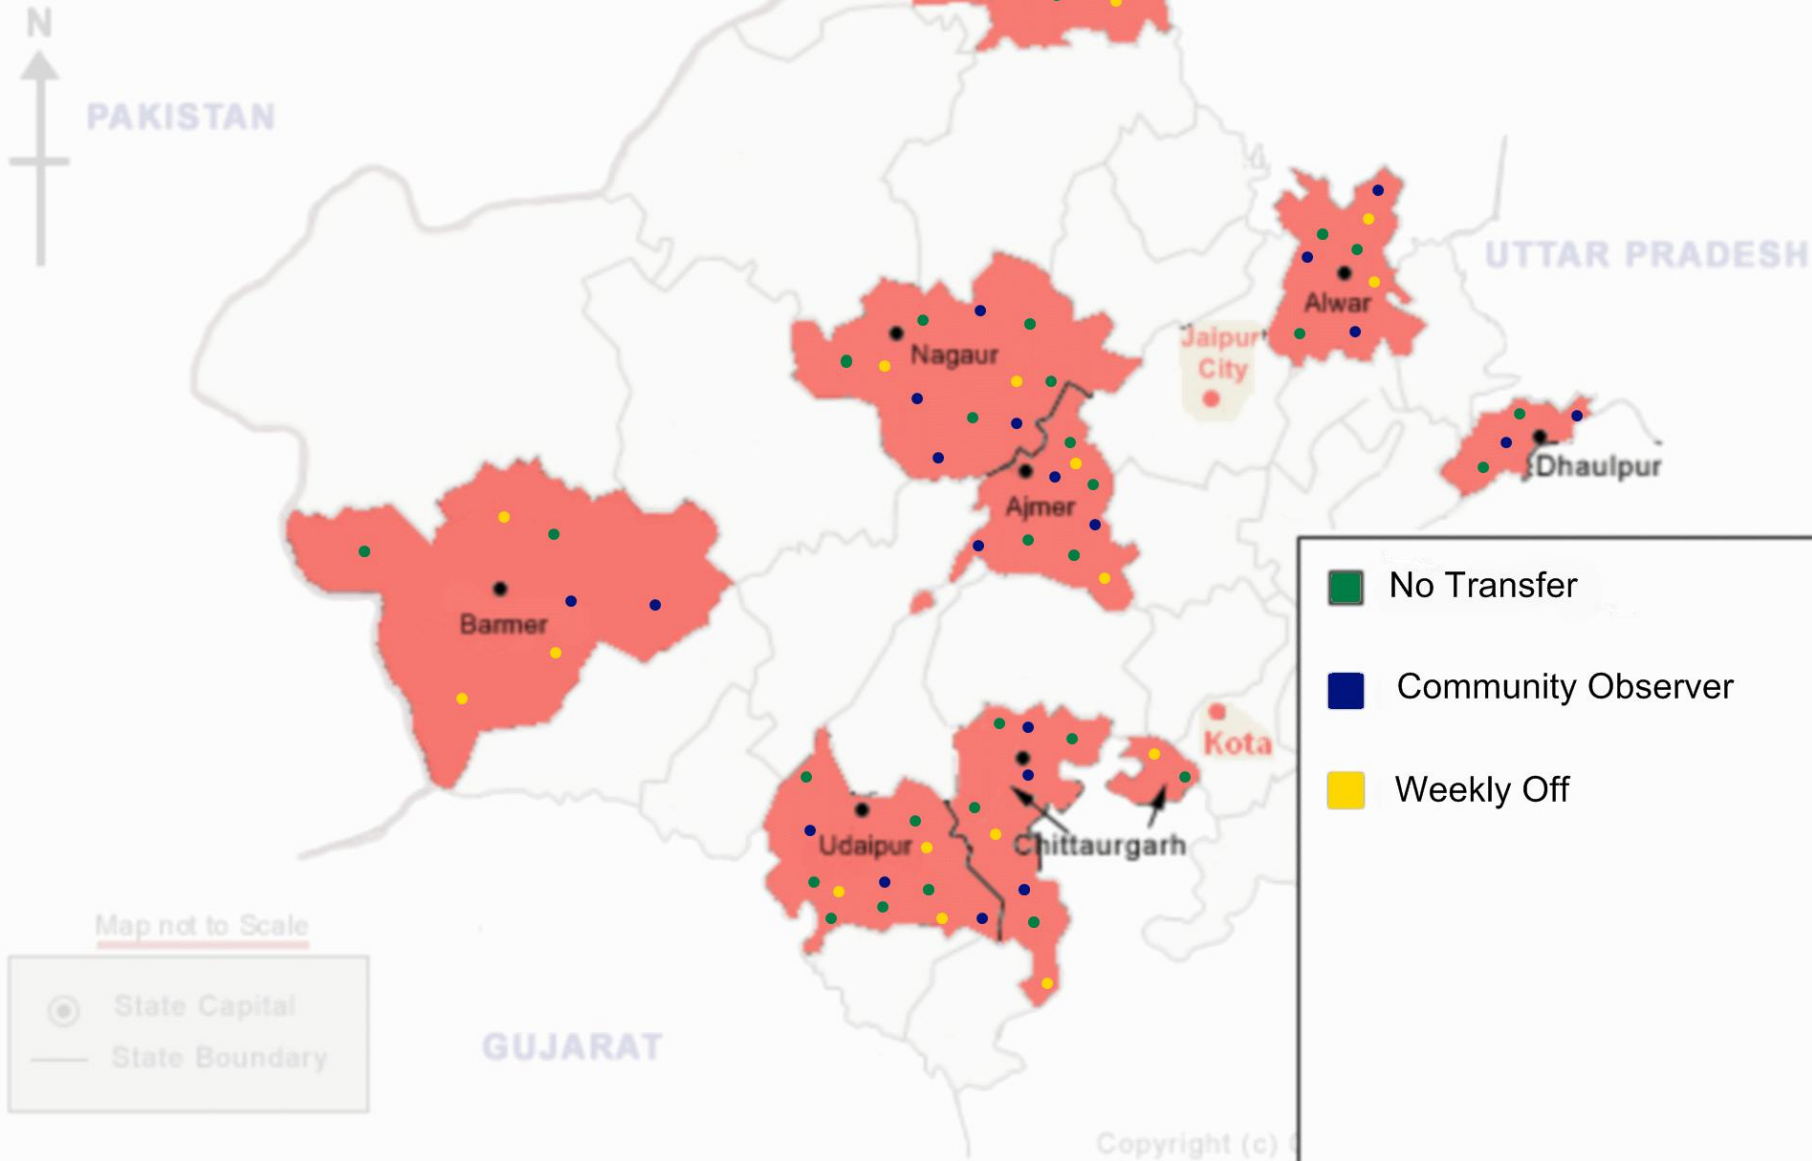 N
PAKISTAN
UTTAR PRADESH
Alwar
Jaipur
City
Nagaur
Dhaulpur
Ajmer
Barmer
No Transfer
Community Observer
Weekly Off
Kota
Udaipur
Chittaurgarh
Map not to Scale
State Capital
State Boundary
GUJARAT
Copyright (c)